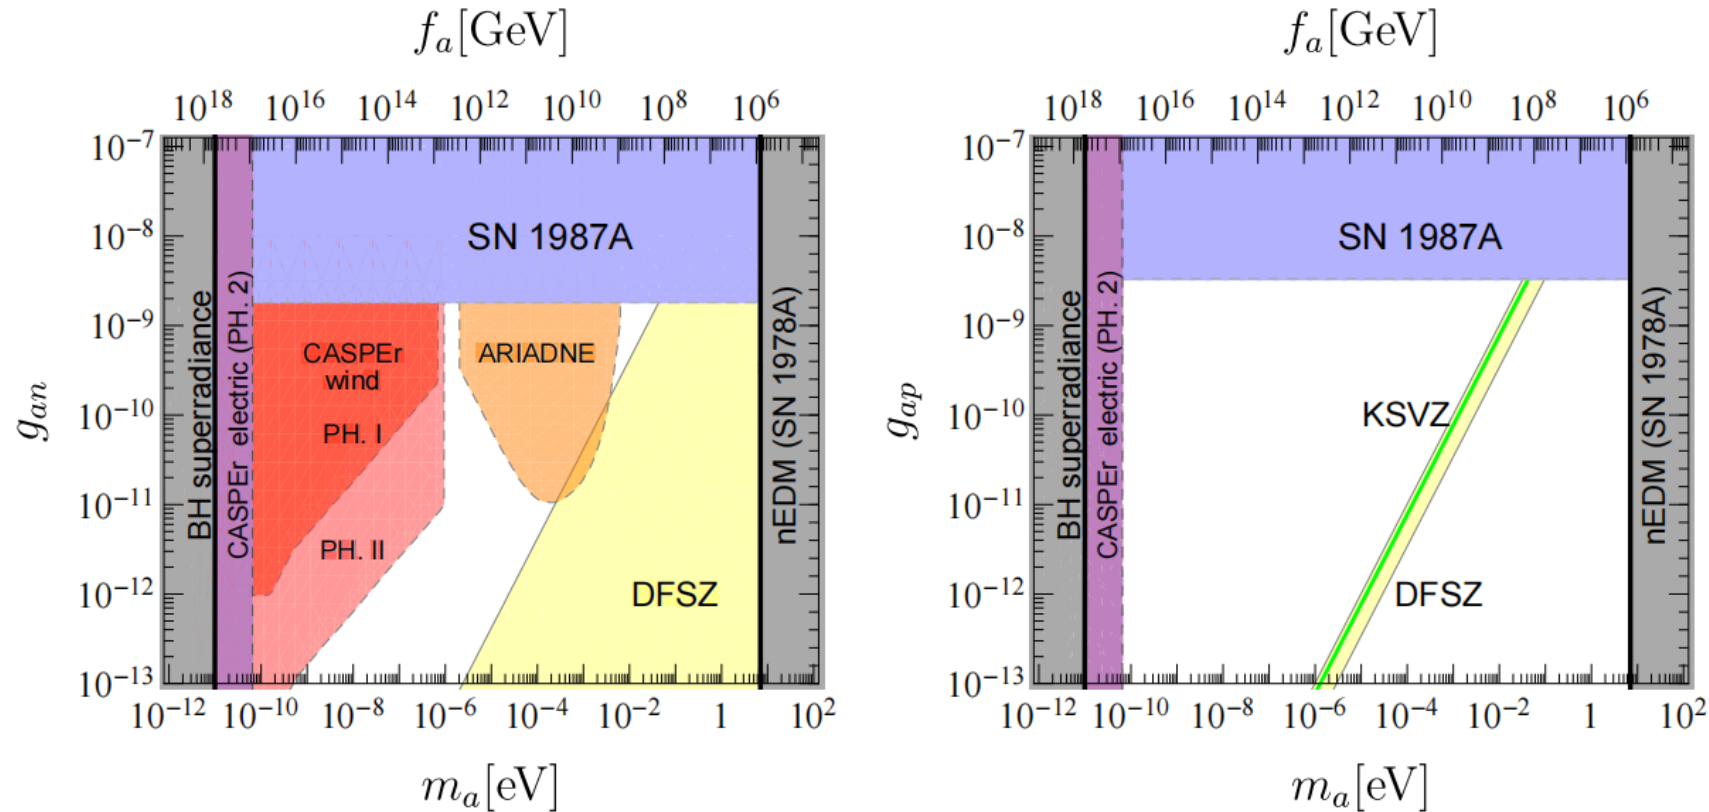 f_a[GeV]
10^18 10^16 10^14 10^12 10^10 10^8 10^6
10^-7
10^-8
10^-9
10^-10
10^-11
10^-12
10^-13
g_an
BH superradiance
CASPEr electric (PH. 2)
SN 1987A
CASPEr
wind
PH. I
PH. II
ARIADNE
DFSZ
nEDM (SN 1978A)
10^-12 10^-10 10^-8 10^-6 10^-4 10^-2 1 10^2
m_a[eV]
f_a[GeV]
10^18 10^16 10^14 10^12 10^10 10^8 10^6
10^-7
10^-8
10^-9
10^-10
10^-11
10^-12
10^-13
g_ap
BH superradiance
CASPEr electric (PH. 2)
SN 1987A
KSVZ
DFSZ
nEDM (SN 1978A)
10^-12 10^-10 10^-8 10^-6 10^-4 10^-2 1 10^2
m_a[eV]